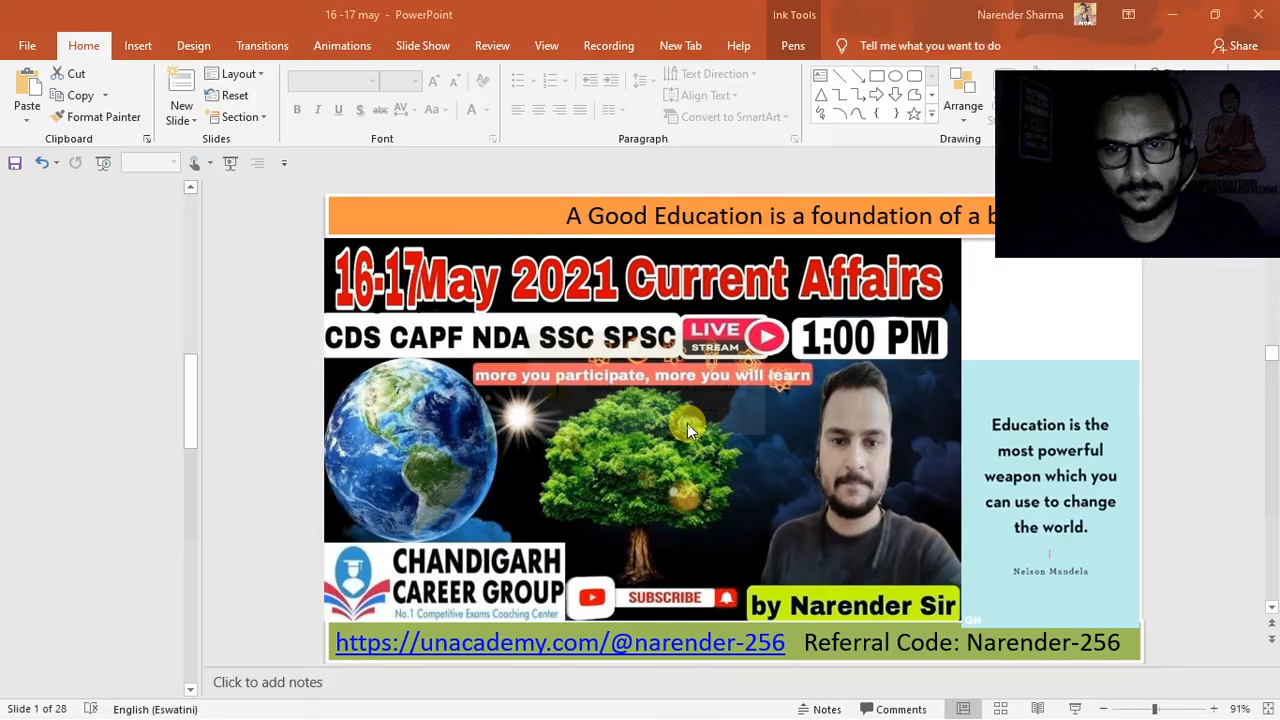 16 -17 may - PowerPoint
Ink Tools
Narender Sharma
File Home Insert Design Transitions Animations Slide Show Review View Recording New Tab Help Pens Tell me what you want to do Share
Paste
Cut
Copy
Format Painter
Clipboard
New
Slide
Layout
Reset
Section
Slides
Font
Text Direction
Align Text
Convert to SmartArt
Paragraph
Arrange
Drawing
A Good Education is a foundation of a b
16-17 May 2021 Current Affairs
CDS CAPF NDA SSC SPSC
LIVE
STREAM
1:00 PM
more you participate, more you will learn
CHANDIGARH
CAREER GROUP
No.1 Competitive Exams Coaching Center
SUBSCRIBE
by Narender Sir
Education is the
most powerful
weapon which you
can use to change
the world.
Nelson Mandela
GH
https://unacademy.com/@narender-256 Referral Code: Narender-256
Click to add notes
Slide 1 of 28
English (Eswatini)
Notes
Comments
91%